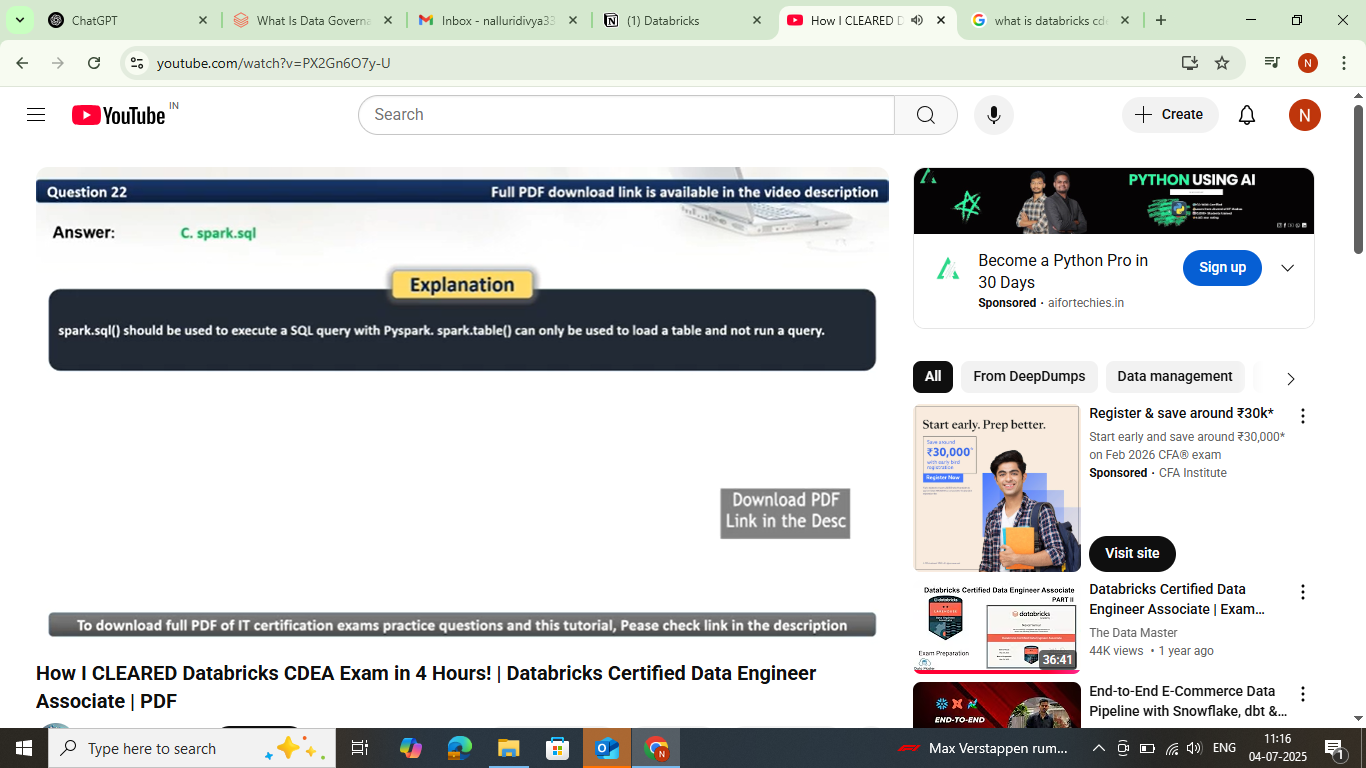 ChatGPT
What Is Data Governa
Inbox - nalluridivya33
(1) Databricks
How I CLEARED D
what is databricks cde
youtube.com/watch?v=PX2Gn6O7y-U
N
YouTube IN
Search
Create
N
Question 22
Full PDF download link is available in the video description
Answer:
C. spark.sql
Explanation
spark.sql() should be used to execute a SQL query with Pyspark. spark.table() can only be used to load a table and not run a query.
Download PDF
Link in the Desc
To download full PDF of IT certification exams practice questions and this tutorial, Pease check link in the description
How I CLEARED Databricks CDEA Exam in 4 Hours! | Databricks Certified Data Engineer
Associate | PDF
PYTHON USING AI
Become a Python Pro in
30 Days
Sponsored · aifortechies.in
Sign up
All
From DeepDumps
Data management
Start early. Prep better.
Save around
₹30,000*
with early bird
registration
Register Now
Register & save around ₹30k*
Start early and save around ₹30,000*
on Feb 2026 CFA® exam
Sponsored · CFA Institute
Visit site
Databricks Certified Data Engineer Associate
PART II
databricks
Exam Preparation
36:41
Databricks Certified Data
Engineer Associate | Exam...
The Data Master
44K views • 1 year ago
END-TO-END
End-to-End E-Commerce Data
Pipeline with Snowflake, dbt &...
Type here to search
Max Verstappen rum...
ENG
11:16
04-07-2025
1